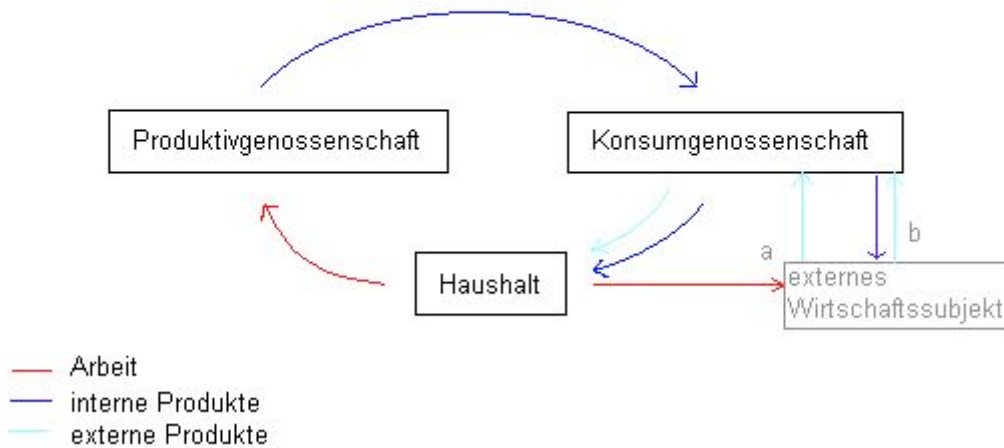 Produktivgenossenschaft
Konsumgenossenschaft
b
a
Haushalt
externes
Wirtschaftssubjekt
Arbeit
interne Produkte
externe Produkte